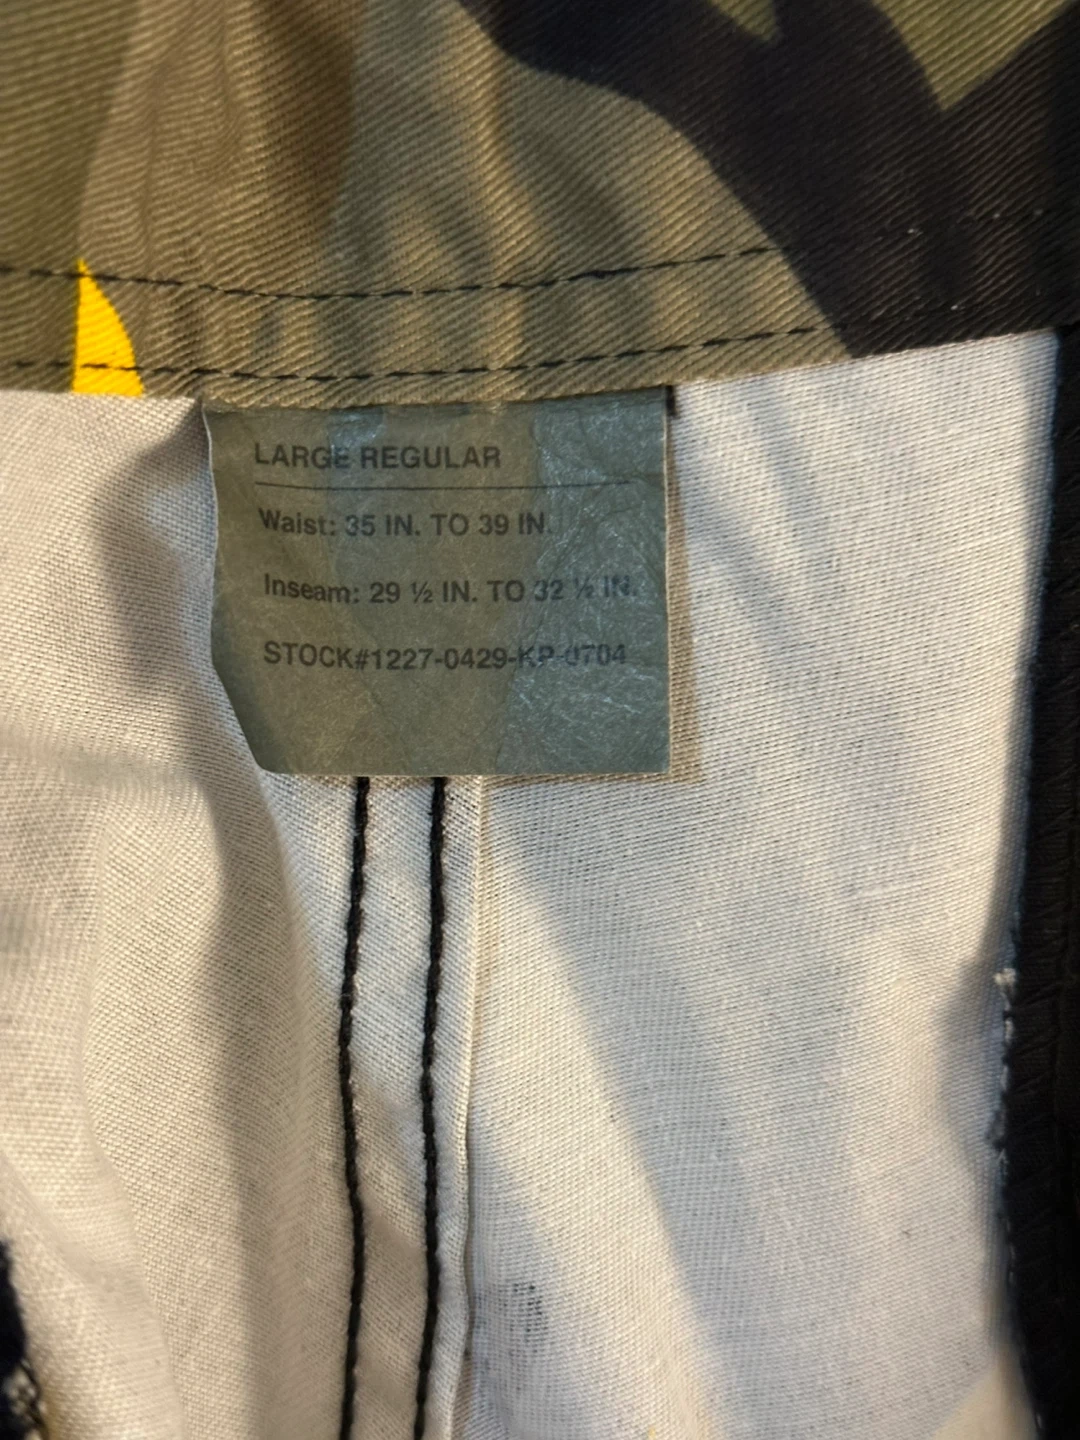 LARGE REGULAR
Waist: 35 IN. TO 39 IN.
Inseam: 29 ½ IN. TO 32 ½ IN.
STOCK#1227-0429-KP-0704